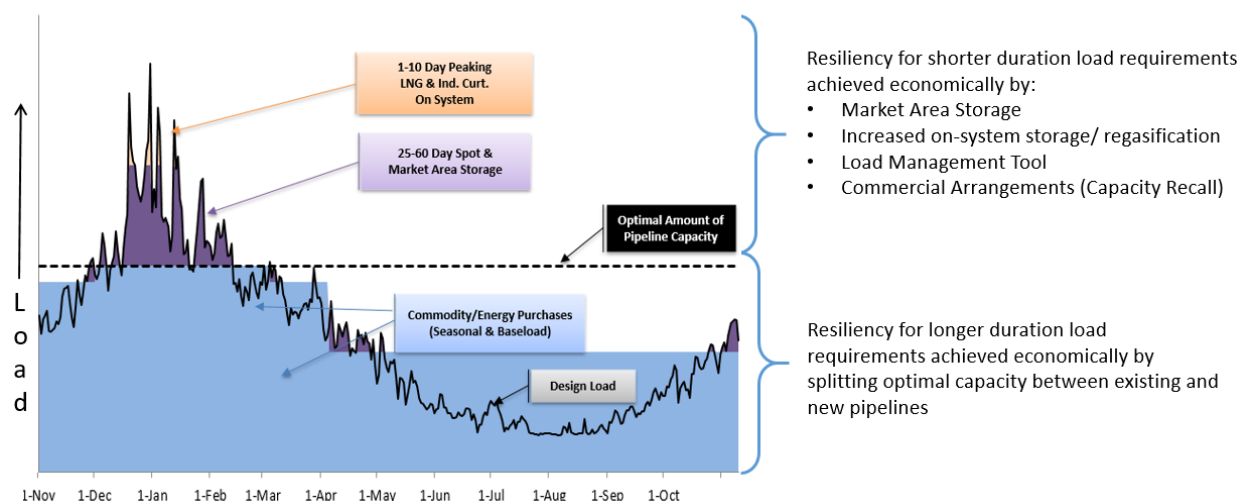 1-10 Day Peaking
LNG & Ind. Curt.
On System
25-60 Day Spot &
Market Area Storage
Optimal Amount of
Pipeline Capacity
Commodity/Energy Purchases
(Seasonal & Baseload)
Design Load
Load
1-Nov 1-Dec 1-Jan 1-Feb 1-Mar 1-Apr 1-May 1-Jun 1-Jul 1-Aug 1-Sep 1-Oct
Resiliency for shorter duration load requirements
achieved economically by:
• Market Area Storage
• Increased on-system storage/ regasification
• Load Management Tool
• Commercial Arrangements (Capacity Recall)
Resiliency for longer duration load
requirements achieved economically by
splitting optimal capacity between existing and
new pipelines